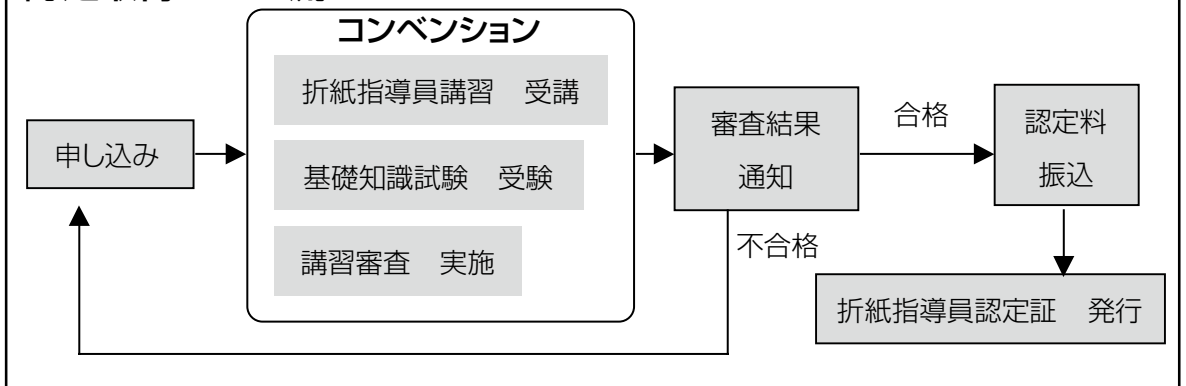 コンベンション
折紙指導員講習　受講
基礎知識試験　受験
講習審査　実施
申し込み
審査結果
通知
合格
不合格
認定料
振込
折紙指導員認定証　発行